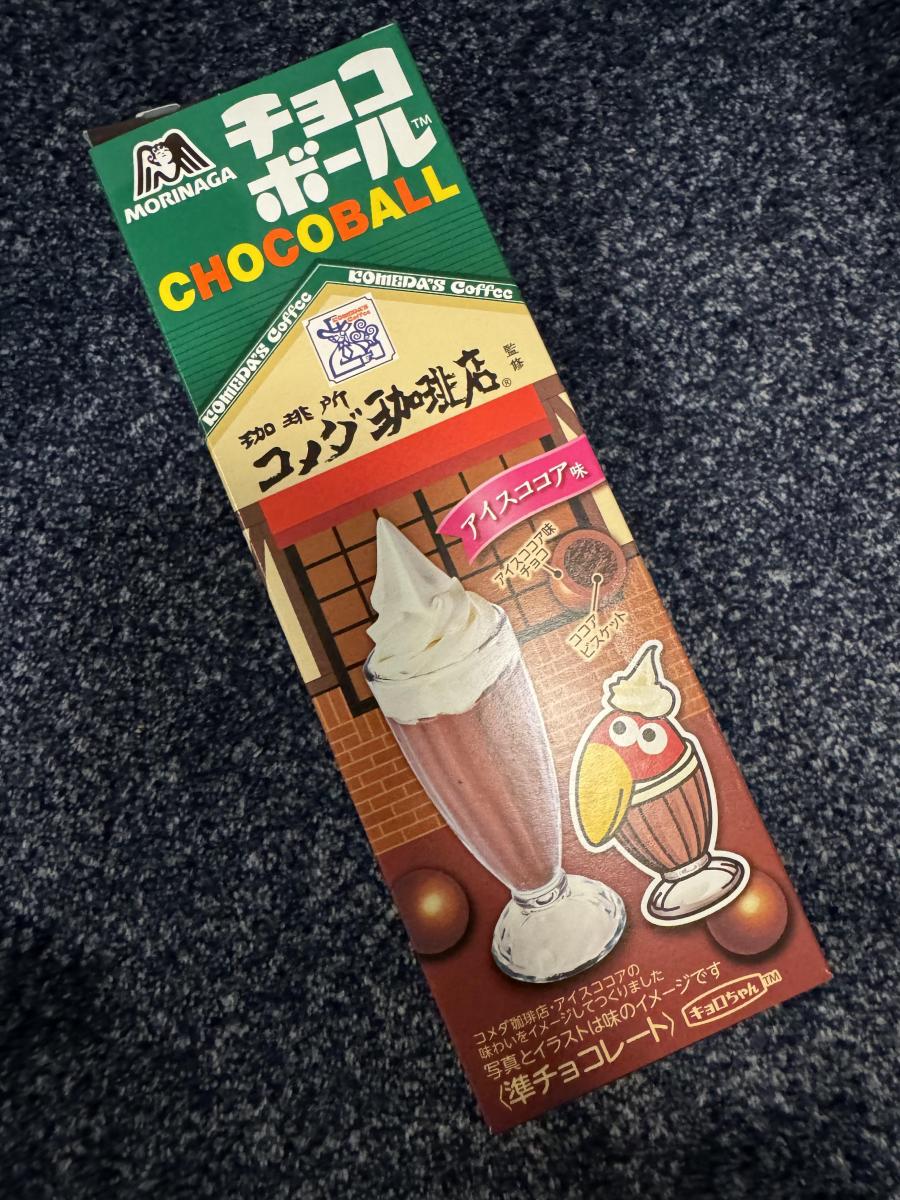 MORINAGA
チョコ
ボール™
CHOCOBALL
KOMEDA'S Coffee
KOMEDA'S Coffee
KOMEDA'S
Coffee
珈琲所
コメダ珈琲店®
監修
アイスココア味
アイスココア味
チョコ
ココア
ビスケット
コメダ珈琲店・アイスココアの
味わいをイメージしてつくりました
写真とイラストは味のイメージです
〈準チョコレート〉
キョロちゃん™